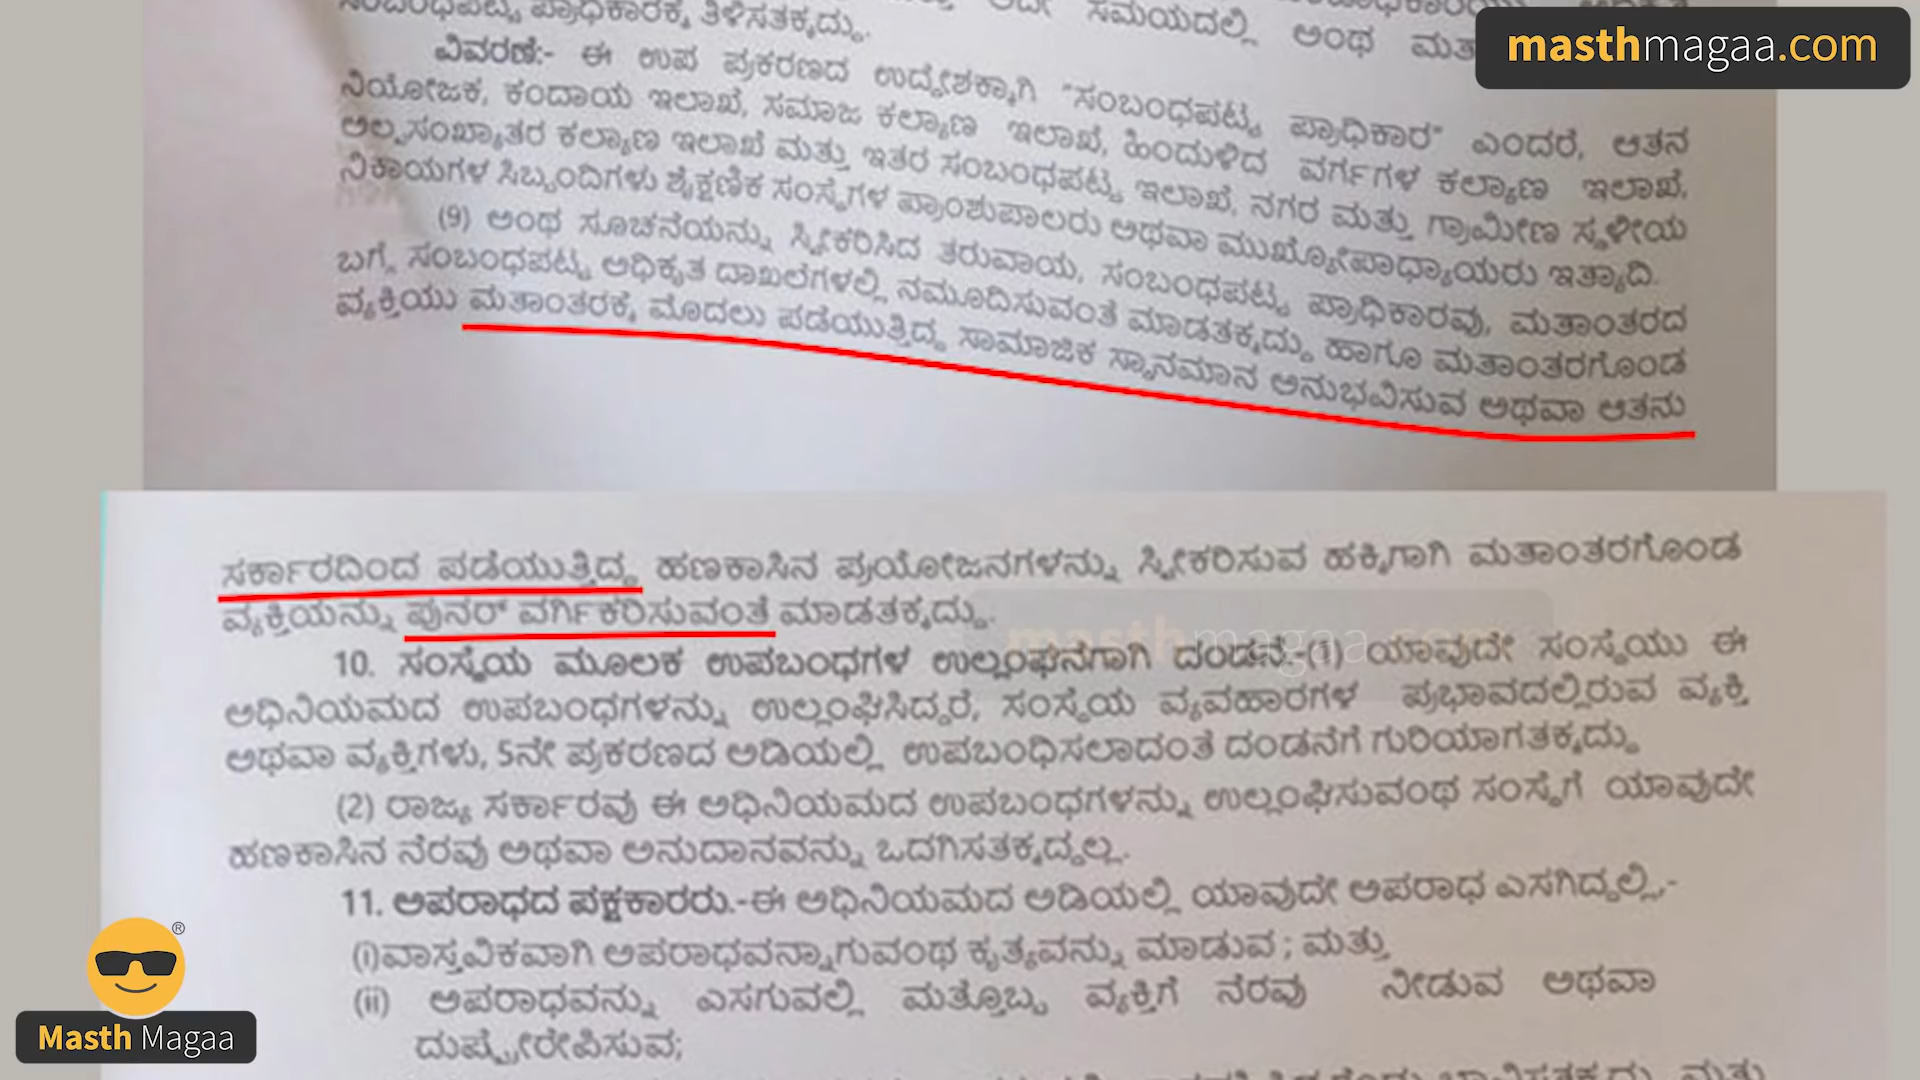 ಸಂಬಂಧಪಟ್ಟ ಪ್ರಾಧಿಕಾರಕ್ಕೆ ತಿಳಿಸತಕ್ಕದ್ದು.
ಸಮಯದಲ್ಲಿ ಅಂಥ
masthmagaa.com
ವಿವರಣೆ:- ಈ ಉಪ ಪ್ರಕರಣದ ಉದ್ದೇಶಕ್ಕಾಗಿ "ಸಂಬಂಧಪಟ್ಟ ಪ್ರಾಧಿಕಾರ" ಎಂದರೆ, ಆತನ
ನಿಯೋಜಕ, ಕಂದಾಯ ಇಲಾಖೆ, ಸಮಾಜ ಕಲ್ಯಾಣ ಇಲಾಖೆ, ಹಿಂದುಳಿದ ವರ್ಗಗಳ ಕಲ್ಯಾಣ ಇಲಾಖೆ,
ಅಲ್ಪಸಂಖ್ಯಾತರ ಕಲ್ಯಾಣ ಇಲಾಖೆ ಮತ್ತು ಇತರ ಸಂಬಂಧಪಟ್ಟ ಇಲಾಖೆ, ನಗರ ಮತ್ತು ಗ್ರಾಮೀಣ ಸ್ಥಳೀಯ
ನಿಕಾಯಗಳ ಸಿಬ್ಬಂದಿಗಳು ಶೈಕ್ಷಣಿಕ ಸಂಸ್ಥೆಗಳ ಪ್ರಾಂಶುಪಾಲರು ಅಥವಾ ಮುಖ್ಯೋಪಾಧ್ಯಾಯರು ಇತ್ಯಾದಿ.
(9) ಅಂಥ ಸೂಚನೆಯನ್ನು ಸ್ವೀಕರಿಸಿದ ತರುವಾಯ, ಸಂಬಂಧಪಟ್ಟ ಪ್ರಾಧಿಕಾರವು, ಮತಾಂತರದ
ಬಗ್ಗೆ ಸಂಬಂಧಪಟ್ಟ ಅಧಿಕೃತ ದಾಖಲೆಗಳಲ್ಲಿ ನಮೂದಿಸುವಂತೆ ಮಾಡತಕ್ಕದ್ದು ಹಾಗೂ ಮತಾಂತರಗೊಂಡ
ವ್ಯಕ್ತಿಯು ಮತಾಂತರಕ್ಕೆ ಮೊದಲು ಪಡೆಯುತ್ತಿದ್ದ ಸಾಮಾಜಿಕ ಸ್ಥಾನಮಾನ ಅನುಭವಿಸುವ ಅಥವಾ ಆತನು
ಸರ್ಕಾರದಿಂದ ಪಡೆಯುತ್ತಿದ್ದ ಹಣಕಾಸಿನ ಪ್ರಯೋಜನಗಳನ್ನು ಸ್ವೀಕರಿಸುವ ಹಕ್ಕಿಗಾಗಿ ಮತಾಂತರಗೊಂಡ
ವ್ಯಕ್ತಿಯನ್ನು ಪುನರ್ ವರ್ಗಿಕರಿಸುವಂತೆ ಮಾಡತಕ್ಕದ್ದು.
masthmagaa.com
10. ಸಂಸ್ಥೆಯ ಮೂಲಕ ಉಪಬಂಧಗಳ ಉಲ್ಲಂಘನೆಗಾಗಿ ದಂಡನೆ.-(1) ಯಾವುದೇ ಸಂಸ್ಥೆಯು ಈ
ಅಧಿನಿಯಮದ ಉಪಬಂಧಗಳನ್ನು ಉಲ್ಲಂಘಿಸಿದ್ದರೆ, ಸಂಸ್ಥೆಯ ವ್ಯವಹಾರಗಳ ಪ್ರಭಾವದಲ್ಲಿರುವ ವ್ಯಕ್ತಿ
ಅಥವಾ ವ್ಯಕ್ತಿಗಳು, 5ನೇ ಪ್ರಕರಣದ ಅಡಿಯಲ್ಲಿ ಉಪಬಂಧಿಸಲಾದಂತೆ ದಂಡನೆಗೆ ಗುರಿಯಾಗತಕ್ಕದ್ದು
(2) ರಾಜ್ಯ ಸರ್ಕಾರವು ಈ ಅಧಿನಿಯಮದ ಉಪಬಂಧಗಳನ್ನು ಉಲ್ಲಂಘಿಸುವಂಥ ಸಂಸ್ಥೆಗೆ ಯಾವುದೇ
ಹಣಕಾಸಿನ ನೆರವು ಅಥವಾ ಅನುದಾನವನ್ನು ಒದಗಿಸತಕ್ಕದ್ದಲ್ಲ.
11. ಅಪರಾಧದ ಪಕ್ಷಕಾರರು.-ಈ ಅಧಿನಿಯಮದ ಅಡಿಯಲ್ಲಿ ಯಾವುದೇ ಅಪರಾಧ ಎಸಗಿದ್ದಲ್ಲಿ,-
(i)ವಾಸ್ತವಿಕವಾಗಿ ಅಪರಾಧವನ್ನಾಗುವಂಥ ಕೃತ್ಯವನ್ನು ಮಾಡುವ ; ಮತ್ತು
(ii) ಅಪರಾಧವನ್ನು ಎಸಗುವಲ್ಲಿ ಮತ್ತೊಬ್ಬ ವ್ಯಕ್ತಿಗೆ ನೆರವು ನೀಡುವ ಅಥವಾ
ದುಷ್ಪ್ರೇರೇಪಿಸುವ;
®
Masth Magaa